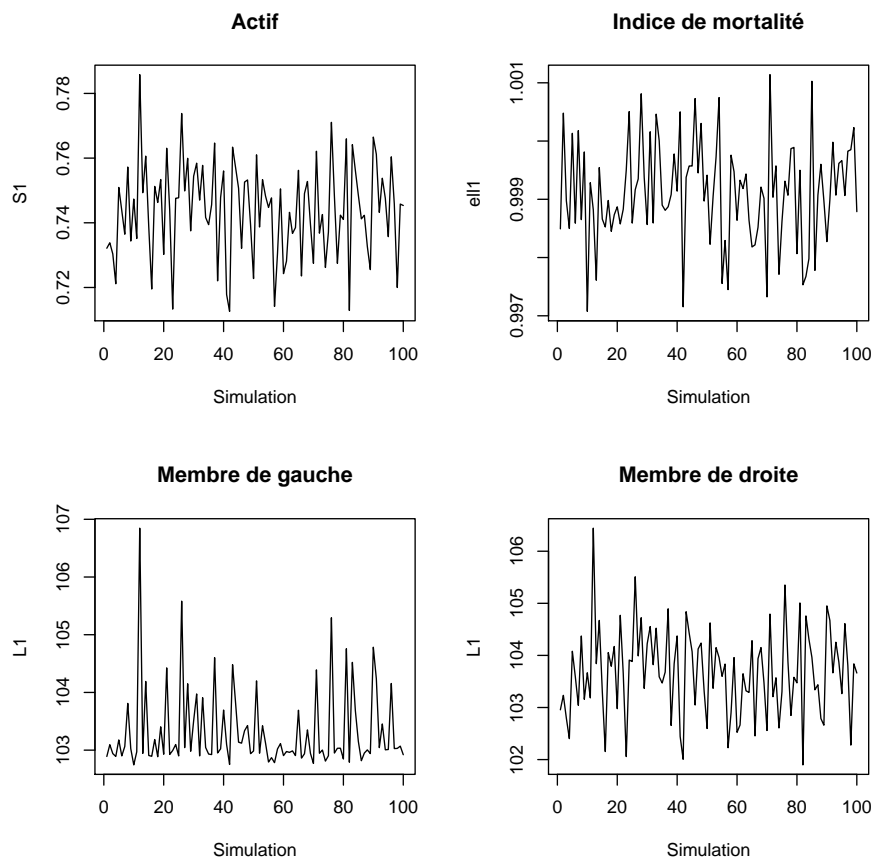 Actif
S1
0.78
0.76
0.74
0.72
0 20 40 60 80 100
Simulation
Indice de mortalité
ell1
1.001
0.999
0.997
0 20 40 60 80 100
Simulation
Membre de gauche
L1
107
106
105
104
103
0 20 40 60 80 100
Simulation
Membre de droite
L1
106
105
104
103
102
0 20 40 60 80 100
Simulation